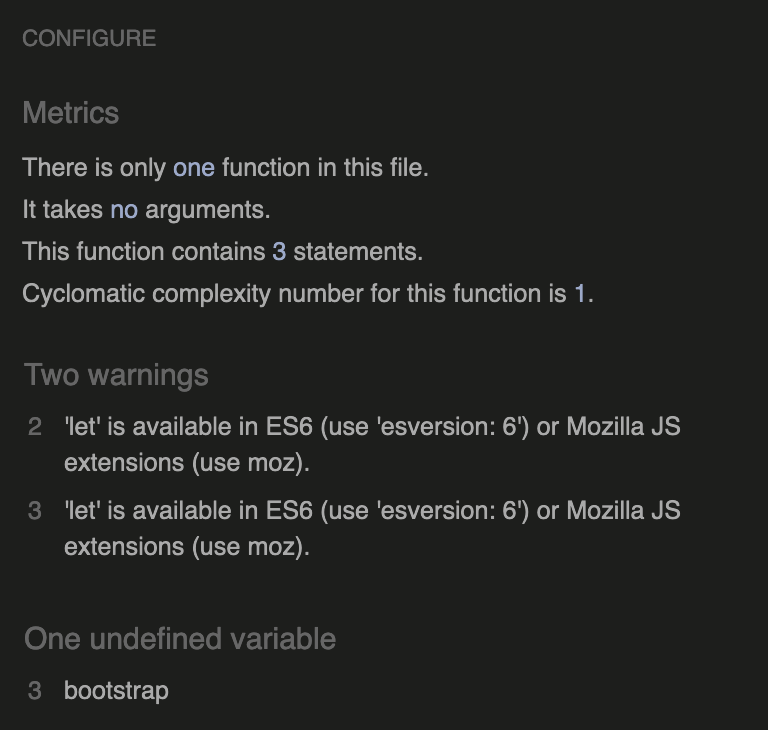 CONFIGURE
Metrics
There is only one function in this file.
It takes no arguments.
This function contains 3 statements.
Cyclomatic complexity number for this function is 1.
Two warnings
2 'let' is available in ES6 (use 'esversion: 6') or Mozilla JS
extensions (use moz).
3 'let' is available in ES6 (use 'esversion: 6') or Mozilla JS
extensions (use moz).
One undefined variable
3 bootstrap